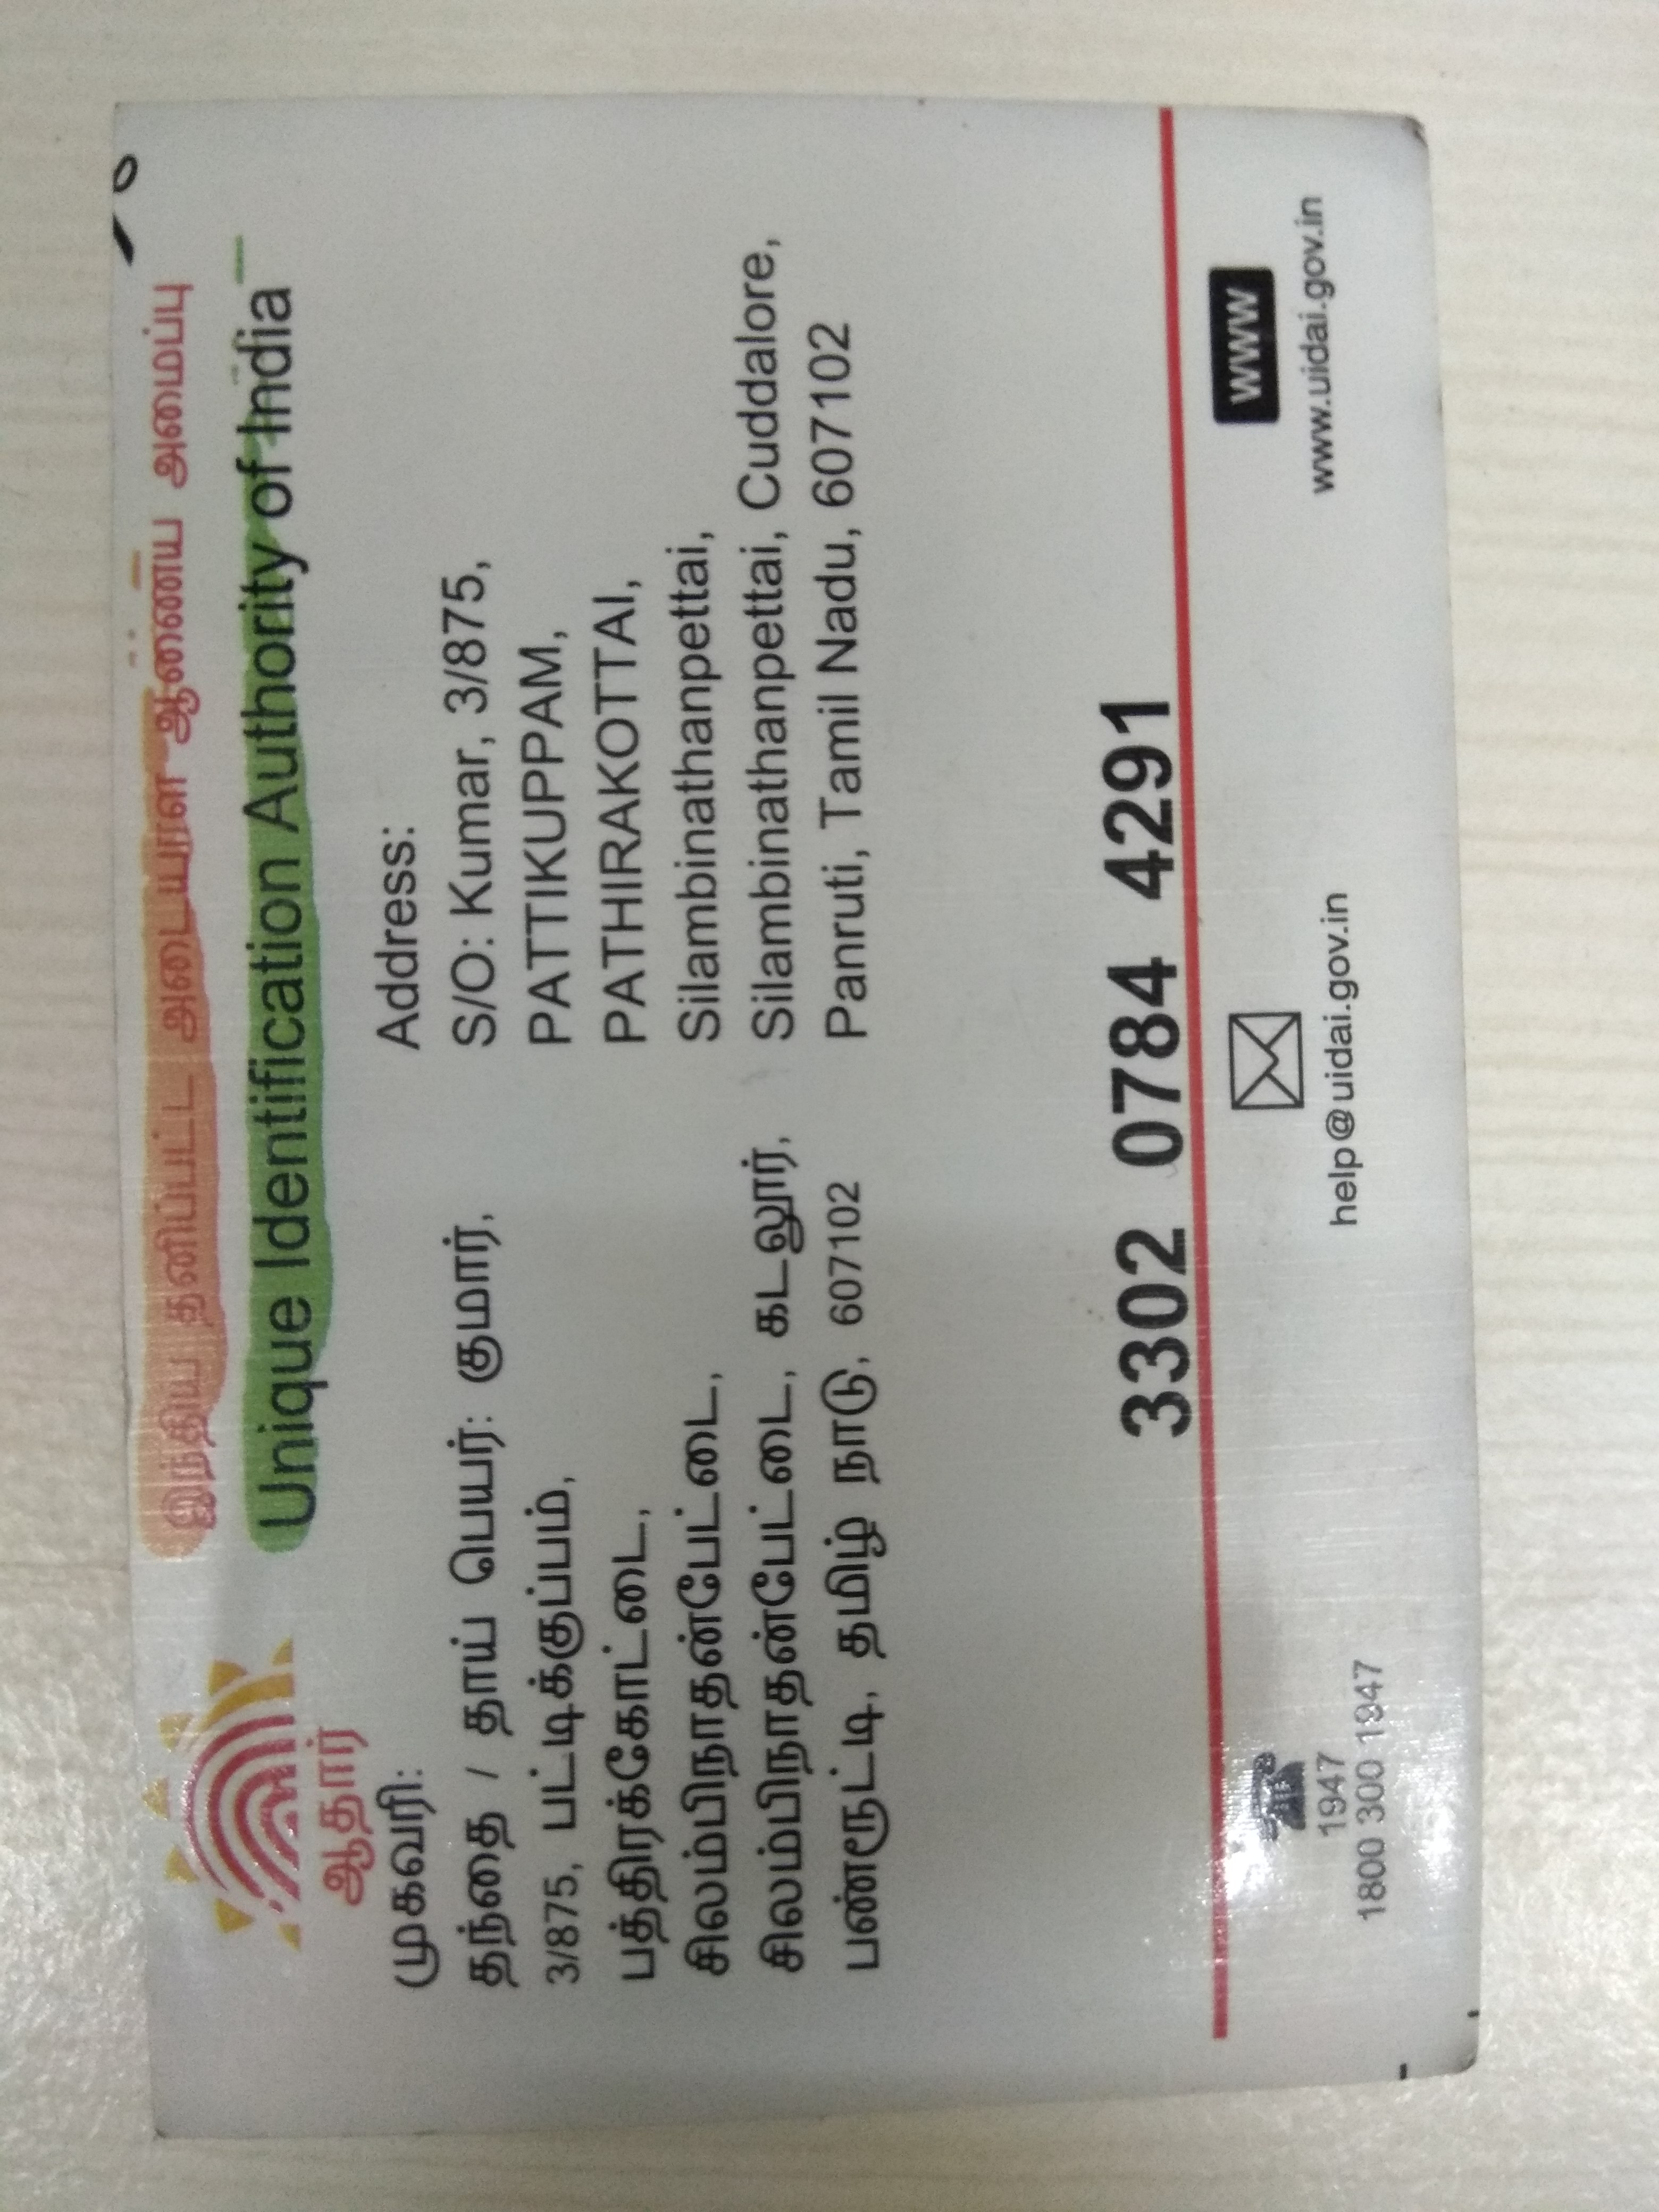 இந்திய தனிப்பட்ட அடையாள ஆணைய அமைப்பு
Unique Identification Authority of India
ஆதார்
முகவரி:
தந்தை / தாய் பெயர்: குமார்,
3/875, பட்டிக்குப்பம்,
பத்திரக்கோட்டை,
சிலம்பிநாதன்பேட்டை,
சிலம்பிநாதன்பேட்டை, கடலூர்,
பண்ருட்டி, தமிழ் நாடு, 607102
Address:
S/O: Kumar, 3/875,
PATTIKUPPAM,
PATHIRAKOTTAI,
Silambinathanpettai,
Silambinathanpettai, Cuddalore,
Panruti, Tamil Nadu, 607102
3302 0784 4291
1947
1800 300 1947
help@uidai.gov.in
WWW
www.uidai.gov.in